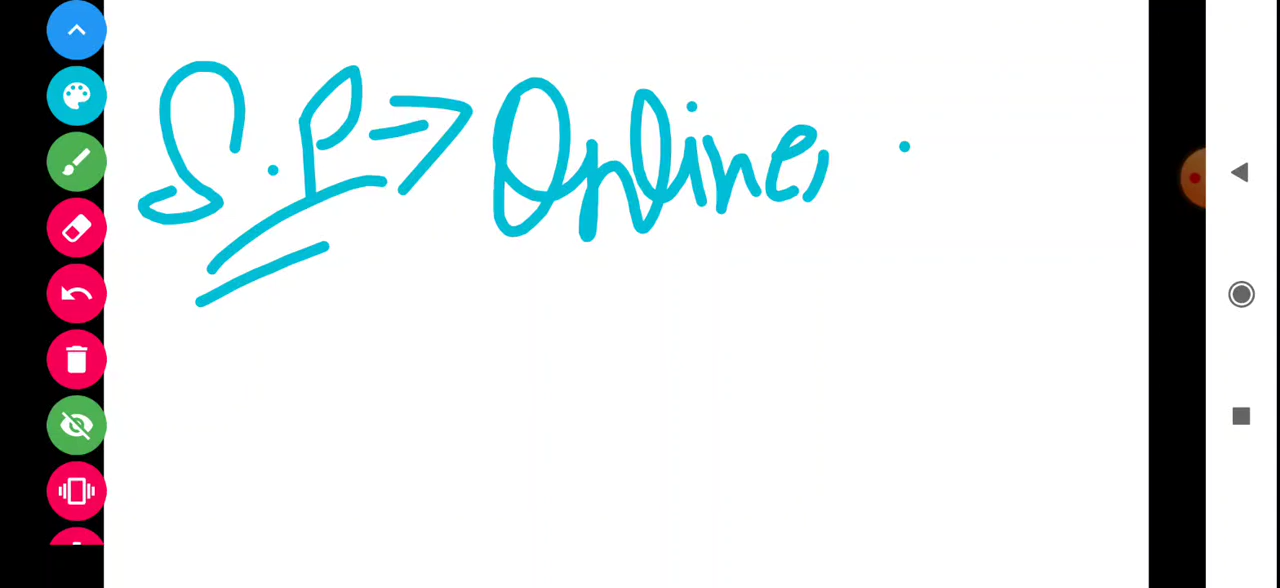 S.P → Online,